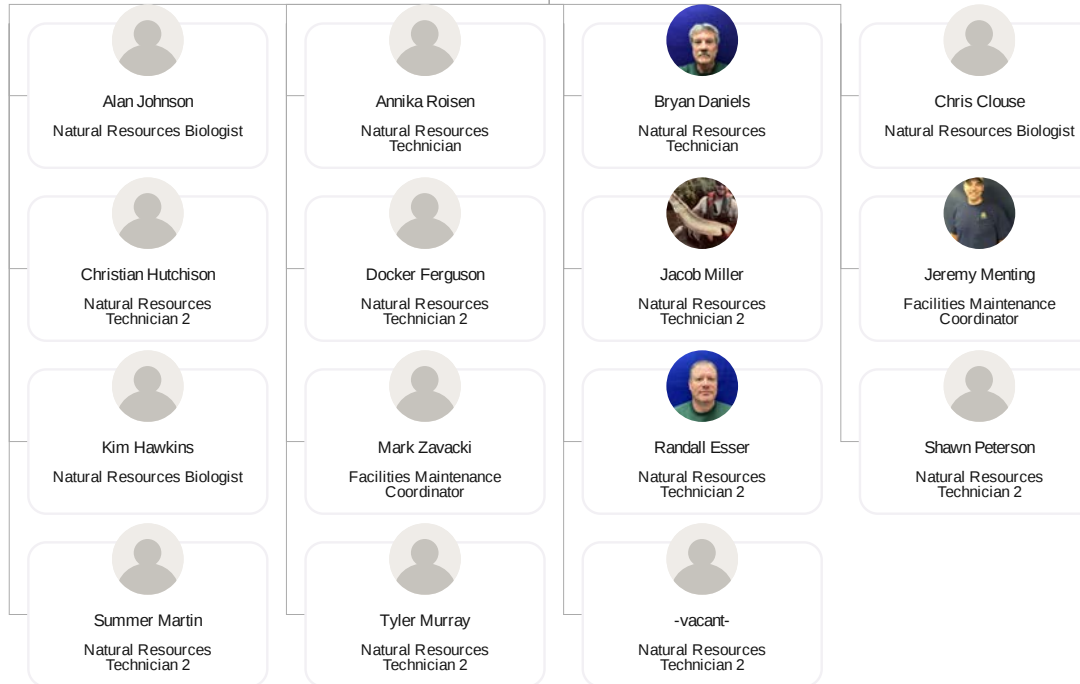 Alan Johnson
Natural Resources Biologist
Annika Roisen
Natural Resources
Technician
Bryan Daniels
Natural Resources
Technician
Chris Clouse
Natural Resources Biologist
Christian Hutchison
Natural Resources
Technician 2
Docker Ferguson
Natural Resources
Technician 2
Jacob Miller
Natural Resources
Technician 2
Jeremy Menting
Facilities Maintenance
Coordinator
Kim Hawkins
Natural Resources Biologist
Mark Zavacki
Facilities Maintenance
Coordinator
Randall Esser
Natural Resources
Technician 2
Shawn Peterson
Natural Resources
Technician 2
Summer Martin
Natural Resources
Technician 2
Tyler Murray
Natural Resources
Technician 2
-vacant-
Natural Resources
Technician 2